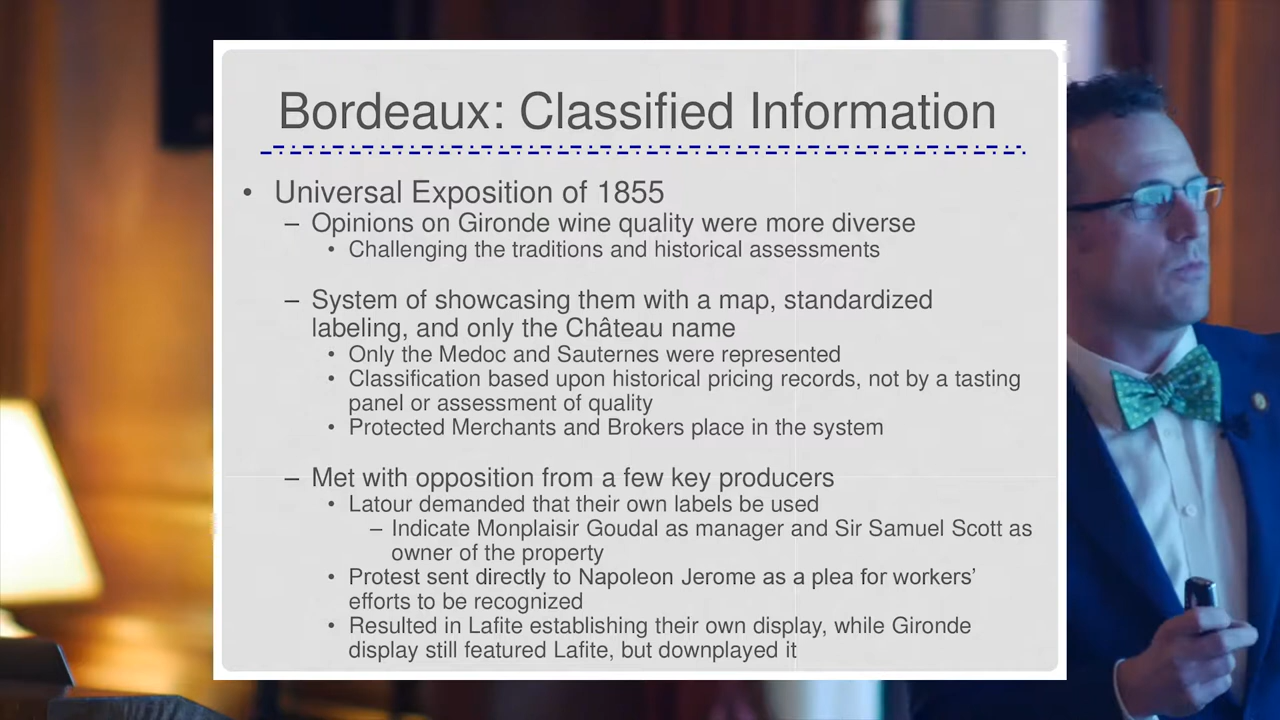 Bordeaux: Classified Information
• Universal Exposition of 1855
– Opinions on Gironde wine quality were more diverse
• Challenging the traditions and historical assessments
– System of showcasing them with a map, standardized
labeling, and only the Château name
• Only the Medoc and Sauternes were represented
• Classification based upon historical pricing records, not by a tasting
panel or assessment of quality
• Protected Merchants and Brokers place in the system
– Met with opposition from a few key producers
• Latour demanded that their own labels be used
– Indicate Monplaisir Goudal as manager and Sir Samuel Scott as
owner of the property
• Protest sent directly to Napoleon Jerome as a plea for workers’
efforts to be recognized
• Resulted in Lafite establishing their own display, while Gironde
display still featured Lafite, but downplayed it